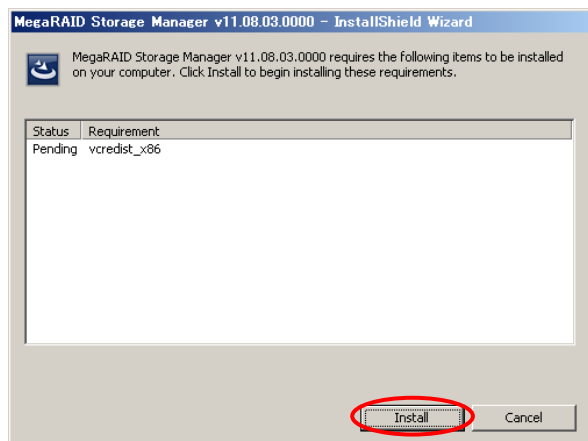 MegaRAID Storage Manager v11.08.03.0000 - InstallShield Wizard
MegaRAID Storage Manager v11.08.03.0000 requires the following items to be installed
on your computer. Click Install to begin installing these requirements.
Status Requirement
Pending vcredist_x86
Install Cancel